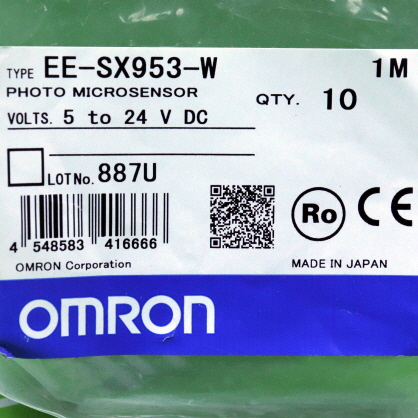 TYPE EE-SX953-W 1M
PHOTO MICROSENSOR
QTY. 10
VOLTS. 5 to 24 V DC
LOT No. 887U
Ro CE
4 548583 416666
OMRON Corporation
MADE IN JAPAN
OMRON